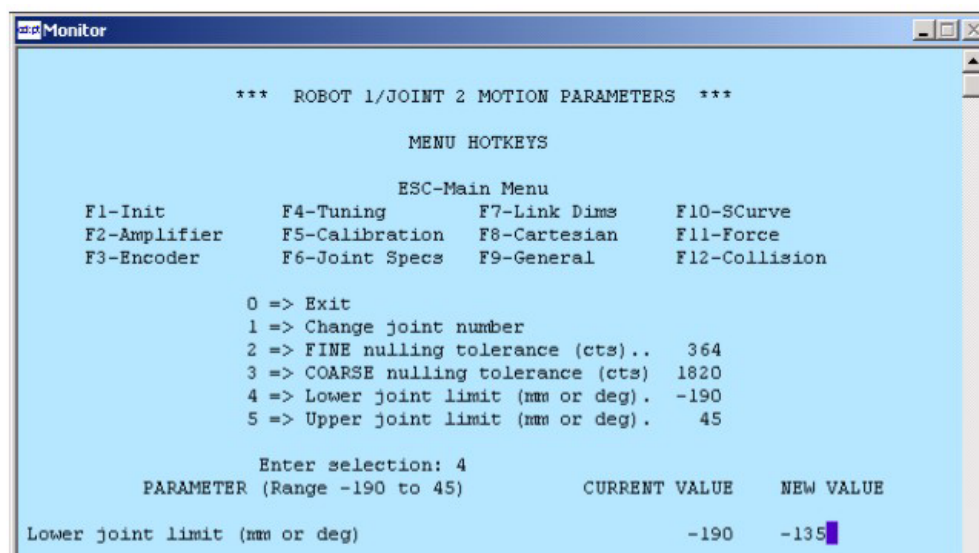 Monitor
*** ROBOT 1/JOINT 2 MOTION PARAMETERS ***
MENU HOTKEYS
ESC-Main Menu
F1-Init F4-Tuning F7-Link Dims F10-SCurve
F2-Amplifier F5-Calibration F8-Cartesian F11-Force
F3-Encoder F6-Joint Specs F9-General F12-Collision
0 => Exit
1 => Change joint number
2 => FINE nulling tolerance (cts).. 364
3 => COARSE nulling tolerance (cts) 1820
4 => Lower joint limit (mm or deg). -190
5 => Upper joint limit (mm or deg). 45
Enter selection: 4
PARAMETER (Range -190 to 45) CURRENT VALUE NEW VALUE
Lower joint limit (mm or deg) -190 -135